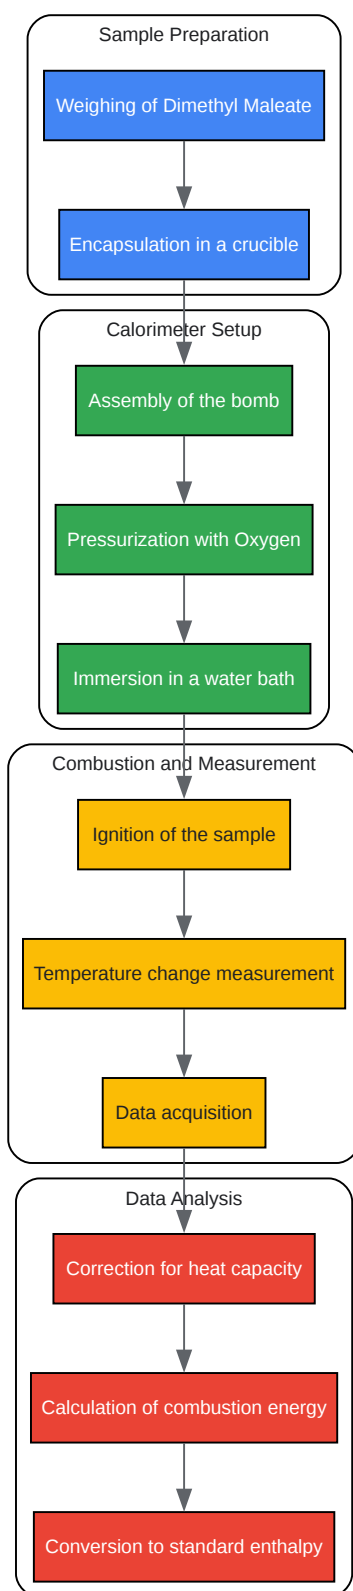 Sample Preparation
Weighing of Dimethyl Maleate
Encapsulation in a crucible
Calorimeter Setup
Assembly of the bomb
Pressurization with Oxygen
Immersion in a water bath
Combustion and Measurement
Ignition of the sample
Temperature change measurement
Data acquisition
Data Analysis
Correction for heat capacity
Calculation of combustion energy
Conversion to standard enthalpy